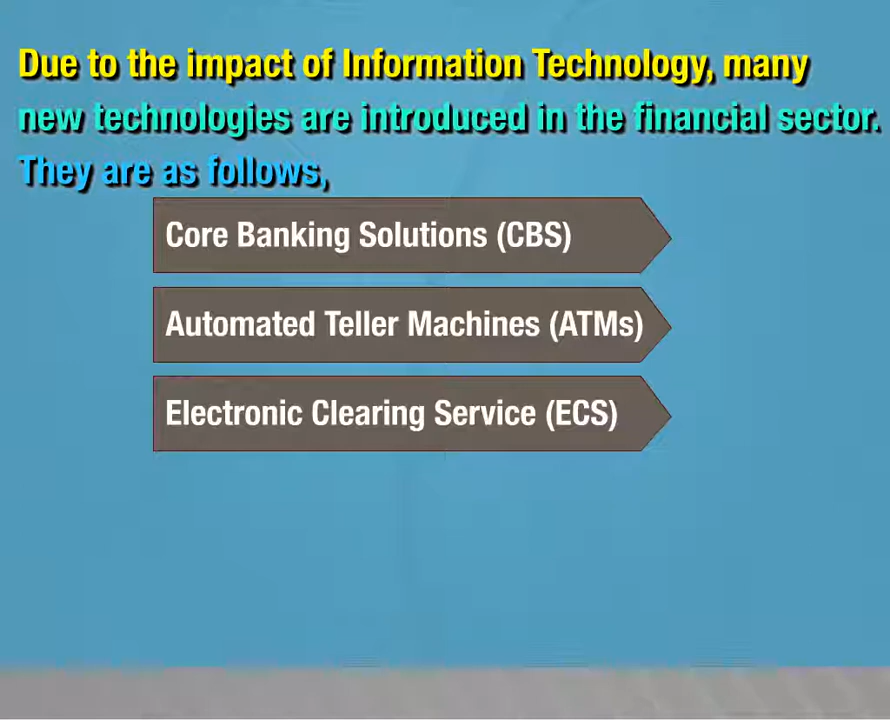 Due to the impact of Information Technology, many
new technologies are introduced in the financial sector.
They are as follows,
Core Banking Solutions (CBS)
Automated Teller Machines (ATMs)
Electronic Clearing Service (ECS)